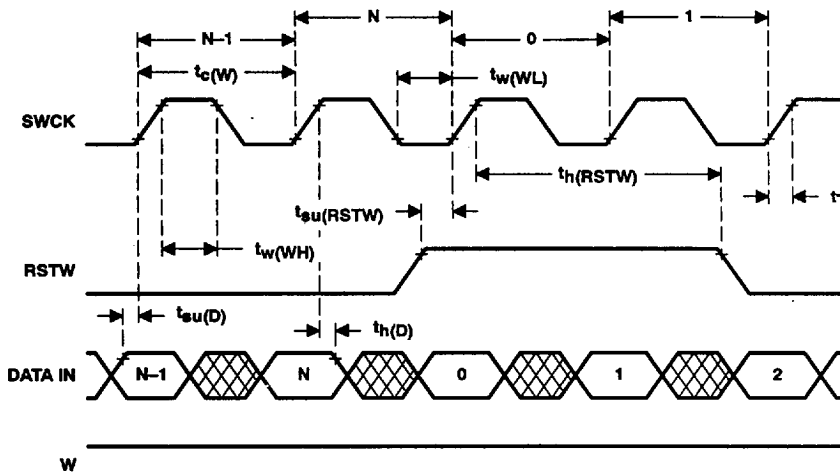 N–1
N
0
1
tc(W)
tw(WL)
SWCK
th(RSTW)
tsu(RSTW)
t
tw(WH)
RSTW
tsu(D)
th(D)
DATA IN
N–1
N
0
1
2
W